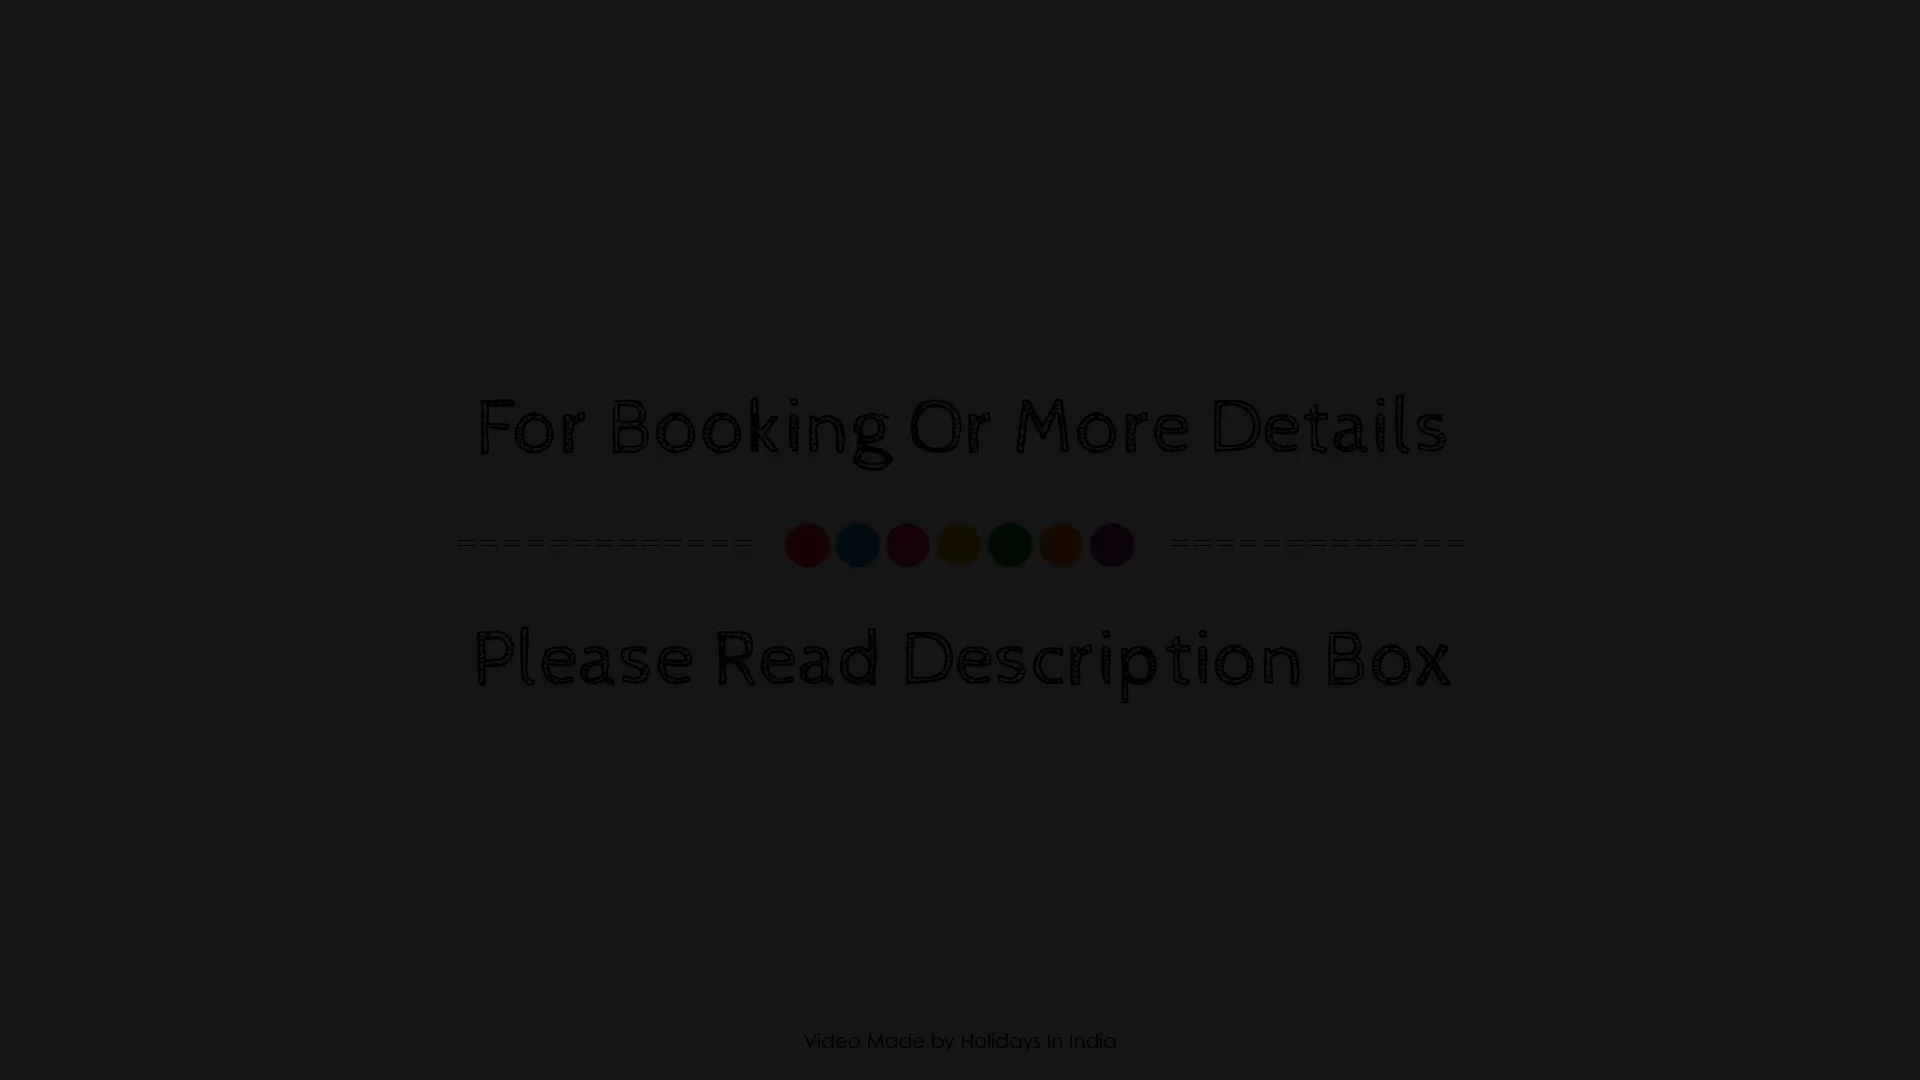 For Booking Or More Details
============= =============
Please Read Description Box
Video Made by Holidays In India